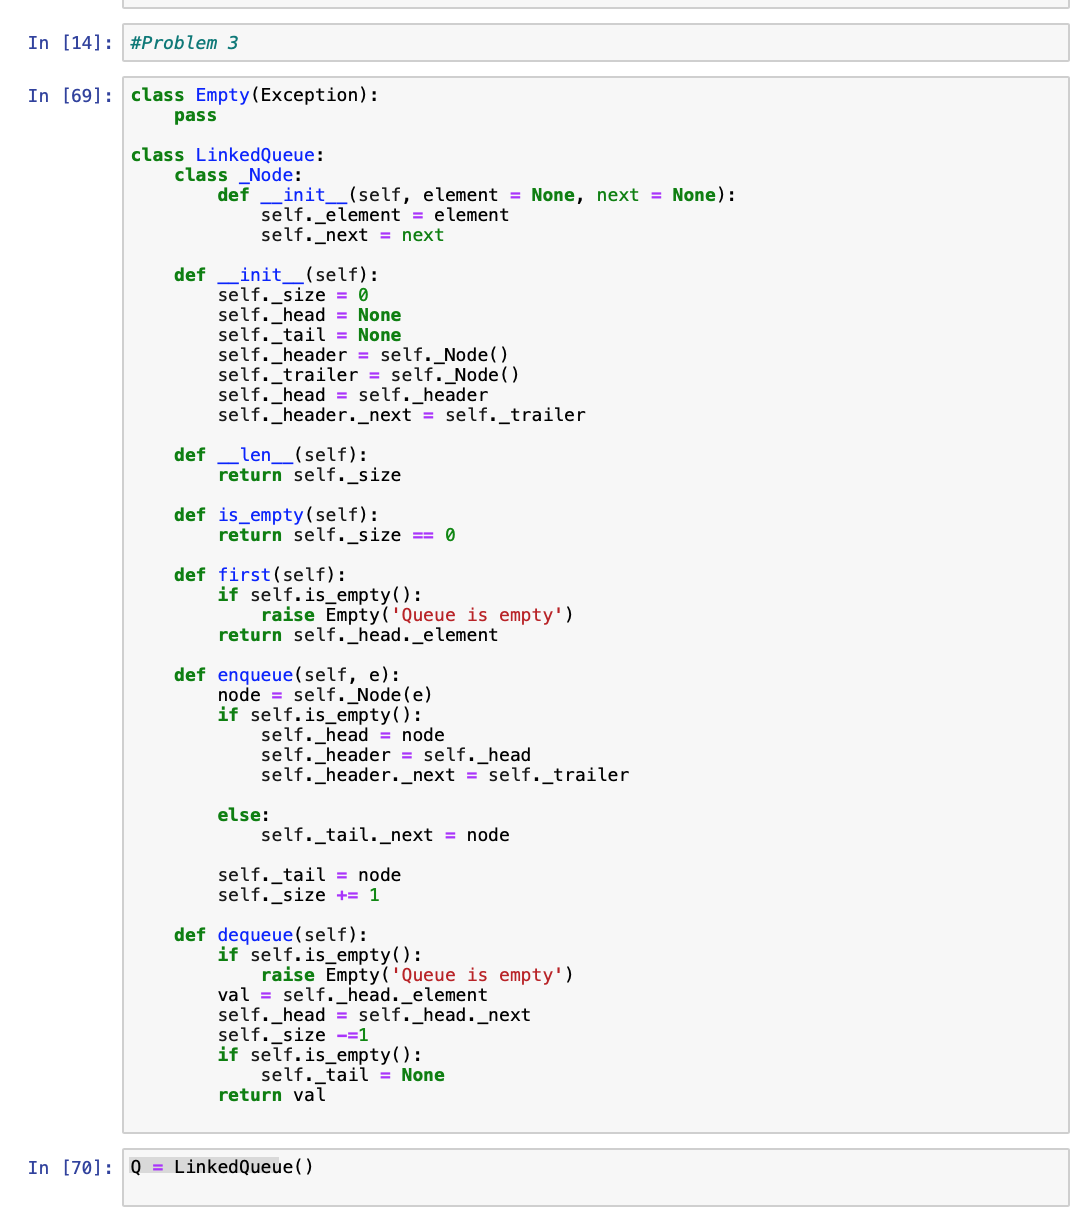 In [14]: #Problem 3
In [69]: class Empty(Exception):
    pass

class LinkedQueue:
    class _Node:
        def __init__(self, element = None, next = None):
            self._element = element
            self._next = next

    def __init__(self):
        self._size = 0
        self._head = None
        self._tail = None
        self._header = self._Node()
        self._trailer = self._Node()
        self._head = self._header
        self._header._next = self._trailer

    def __len__(self):
        return self._size

    def is_empty(self):
        return self._size == 0

    def first(self):
        if self.is_empty():
            raise Empty('Queue is empty')
        return self._head._element

    def enqueue(self, e):
        node = self._Node(e)
        if self.is_empty():
            self._head = node
            self._header = self._head
            self._header._next = self._trailer

        else:
            self._tail._next = node

        self._tail = node
        self._size += 1

    def dequeue(self):
        if self.is_empty():
            raise Empty('Queue is empty')
        val = self._head._element
        self._head = self._head._next
        self._size -=1
        if self.is_empty():
            self._tail = None
        return val

In [70]: Q = LinkedQueue()